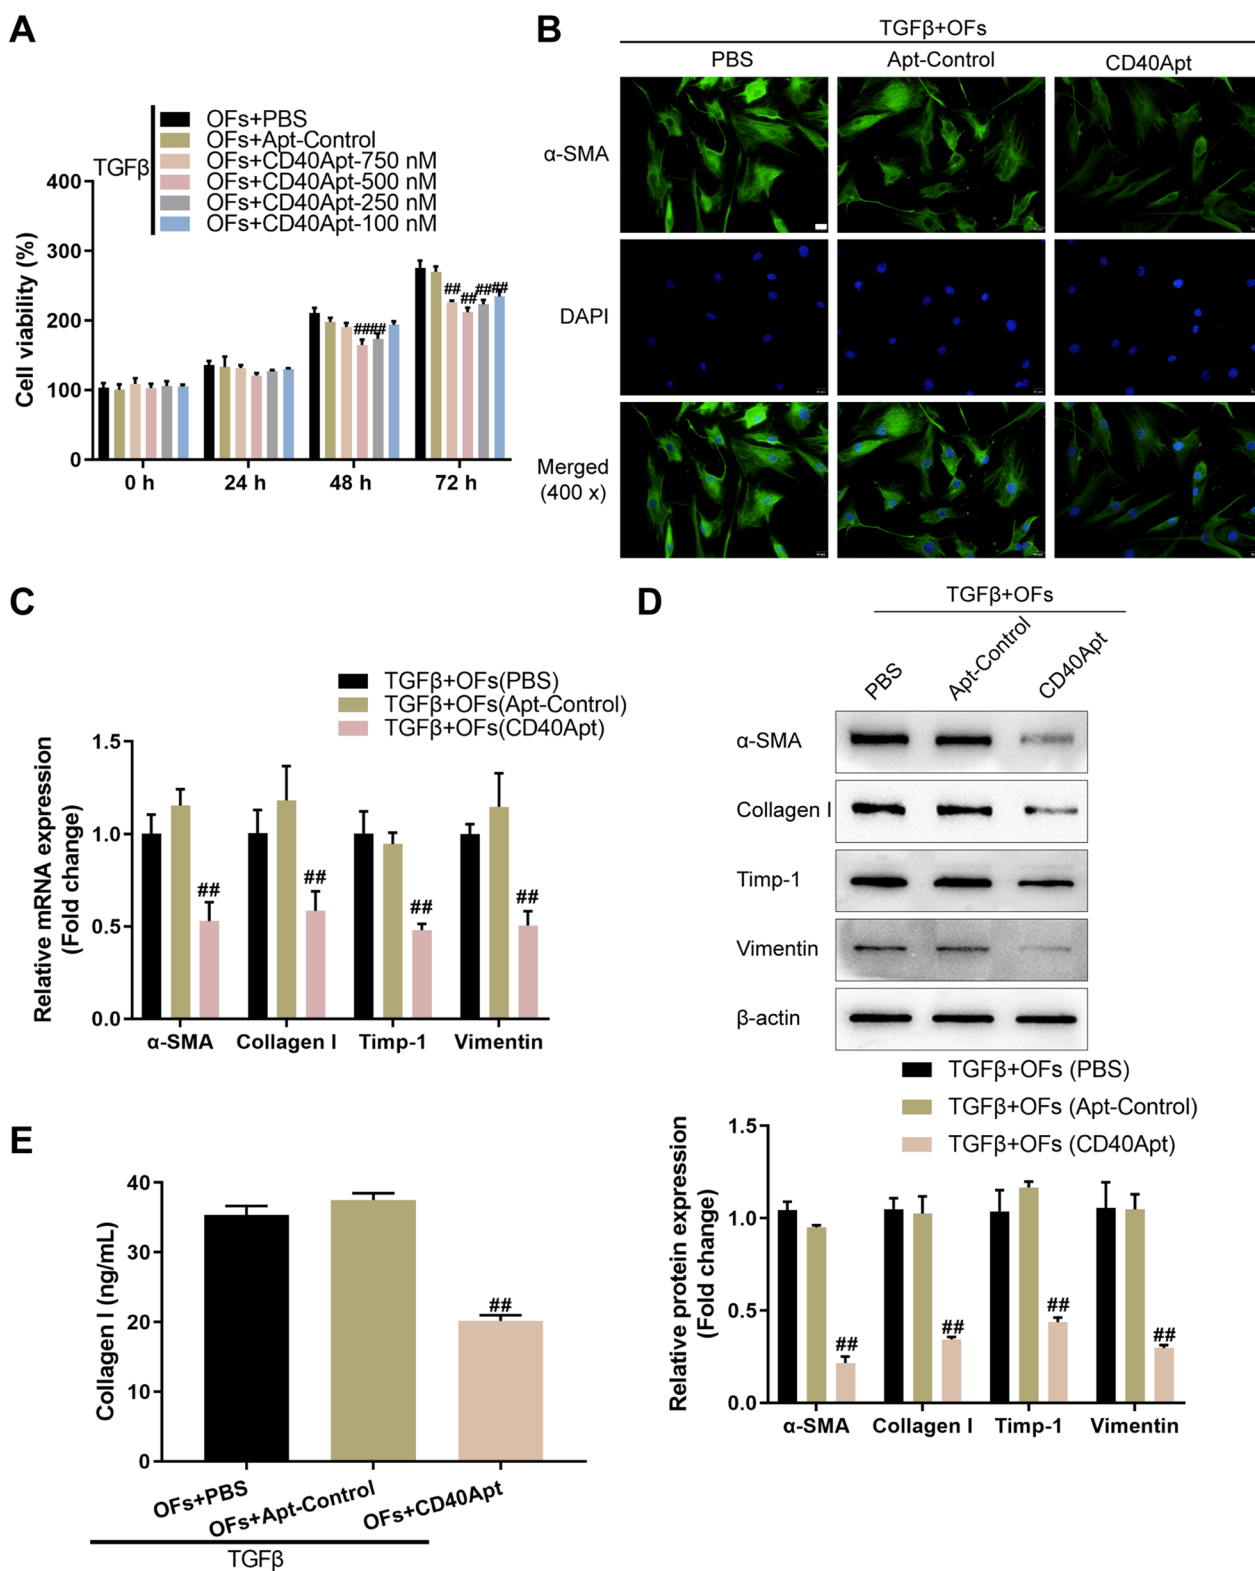 A
TGFβ
OFs+PBS
OFs+Apt-Control
OFs+CD40Apt-750 nM
OFs+CD40Apt-500 nM
OFs+CD40Apt-250 nM
OFs+CD40Apt-100 nM
Cell viability (%)
400
300
200
100
0
####
## ## ## ##
0 h 24 h 48 h 72 h
B
TGFβ+OFs
PBS Apt-Control CD40Apt
α-SMA
DAPI
Merged
(400 x)
C
TGFβ+OFs(PBS)
TGFβ+OFs(Apt-Control)
TGFβ+OFs(CD40Apt)
Relative mRNA expression
(Fold change)
1.5
1.0
0.5
0.0
## ## ## ##
α-SMA Collagen I Timp-1 Vimentin
D
TGFβ+OFs
PBS Apt-Control CD40Apt
α-SMA
Collagen I
Timp-1
Vimentin
β-actin
TGFβ+OFs (PBS)
TGFβ+OFs (Apt-Control)
TGFβ+OFs (CD40Apt)
Relative protein expression
(Fold change)
1.5
1.0
0.5
0.0
## ## ## ##
α-SMA Collagen I Timp-1 Vimentin
E
Collagen I (ng/mL)
40
30
20
10
0
##
OFs+PBS OFs+Apt-Control OFs+CD40Apt
TGFβ